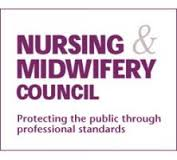 NURSING &
MIDWIFERY
COUNCIL
Protecting the public through
professional standards